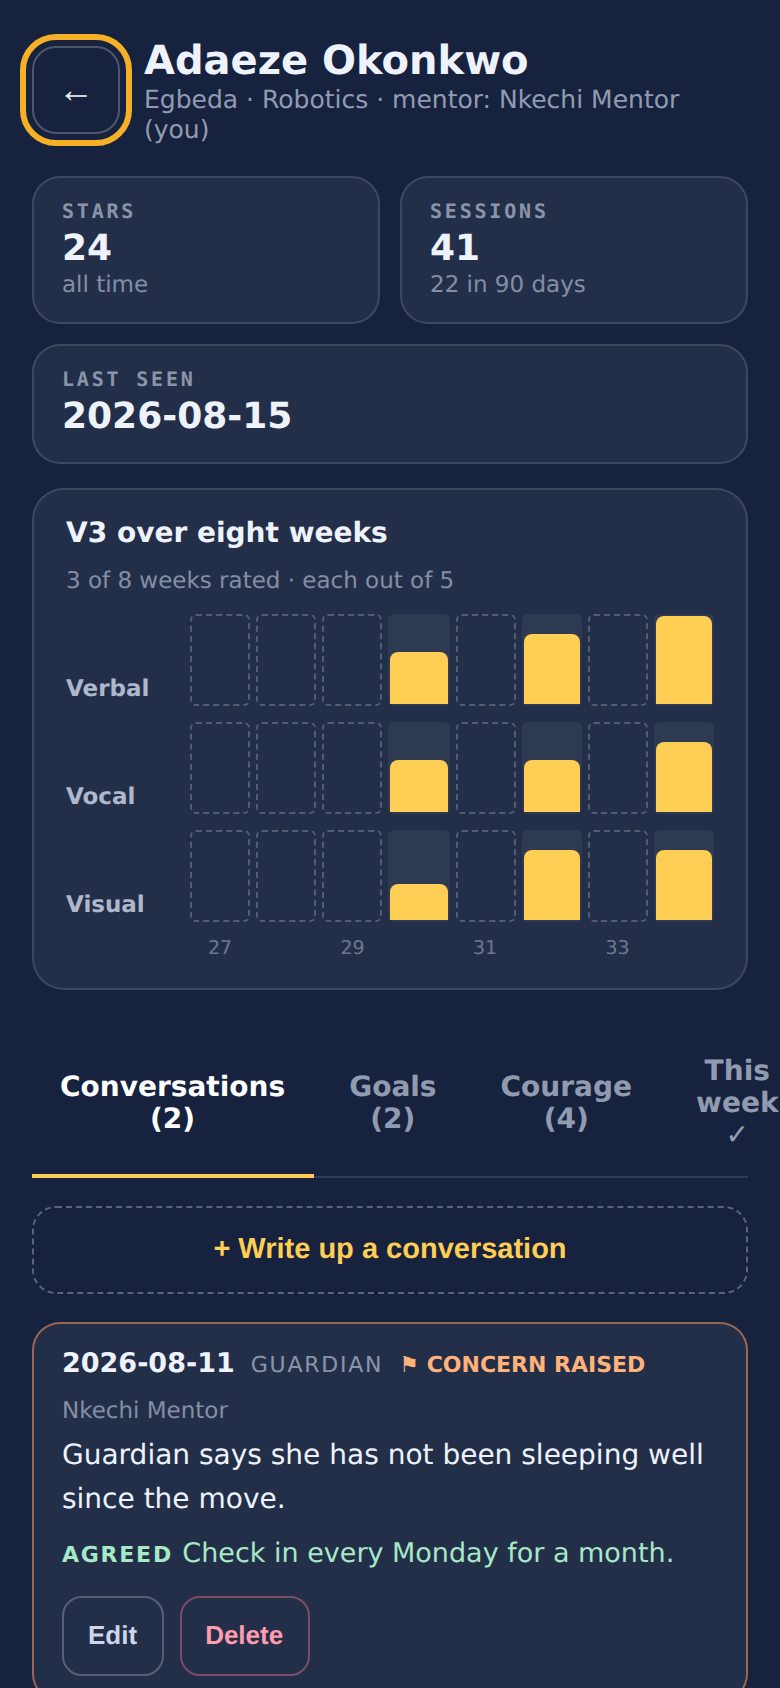 ←
Adaeze Okonkwo
Egbeda · Robotics · mentor: Nkechi Mentor
(you)
STARS
24
all time
SESSIONS
41
22 in 90 days
LAST SEEN
2026-08-15
V3 over eight weeks
3 of 8 weeks rated · each out of 5
Verbal
Vocal
Visual
27 29 31 33
Conversations
(2)
Goals
(2)
Courage
(4)
This
week
✓
+ Write up a conversation
2026-08-11 GUARDIAN ⚑ CONCERN RAISED
Nkechi Mentor
Guardian says she has not been sleeping well
since the move.
AGREED Check in every Monday for a month.
Edit Delete